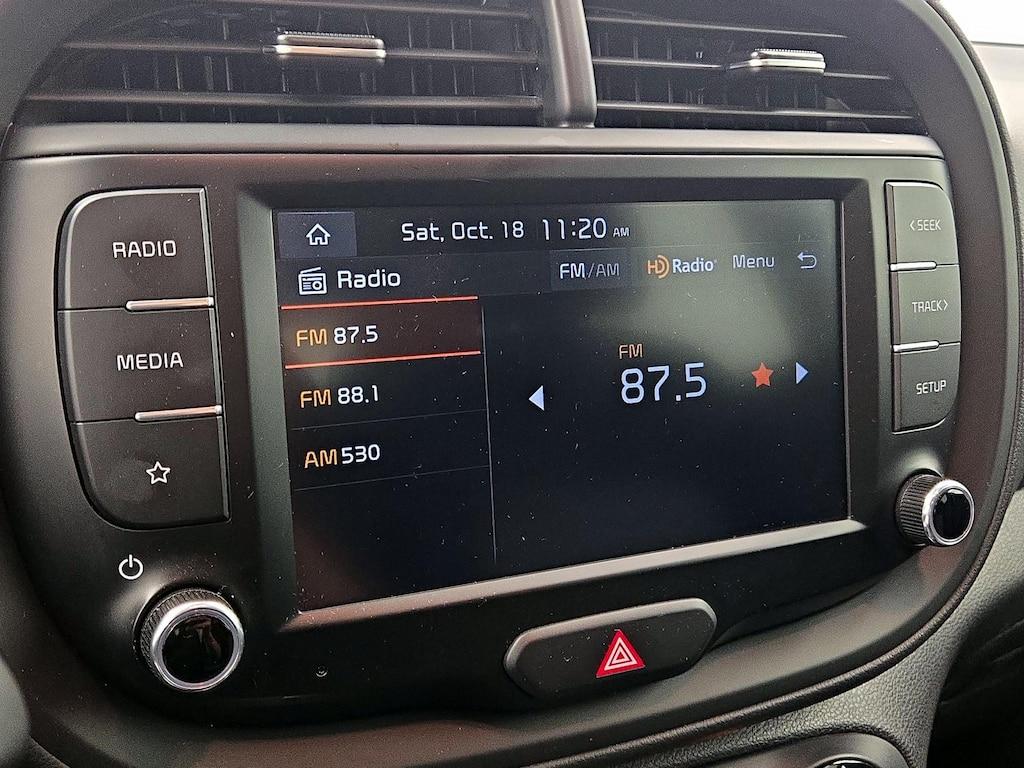 RADIO
MEDIA
Sat, Oct. 18 11:20 AM
Radio
FM/AM HD Radio® Menu
FM 87.5
FM 88.1
AM 530
FM
87.5
< SEEK
TRACK >
SETUP